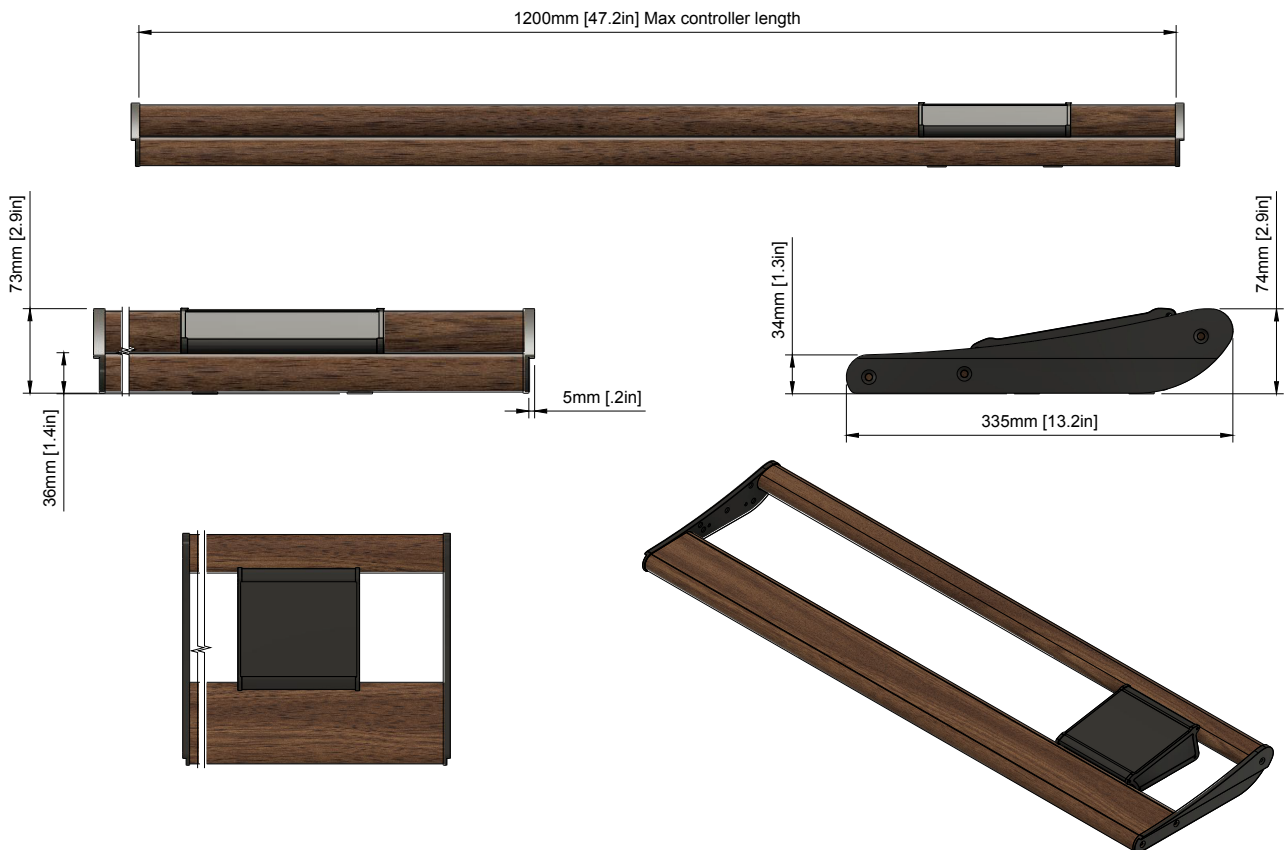 1200mm [47.2in] Max controller length
73mm [2.9in]
36mm [1.4in]
5mm [.2in]
34mm [1.3in]
74mm [2.9in]
335mm [13.2in]